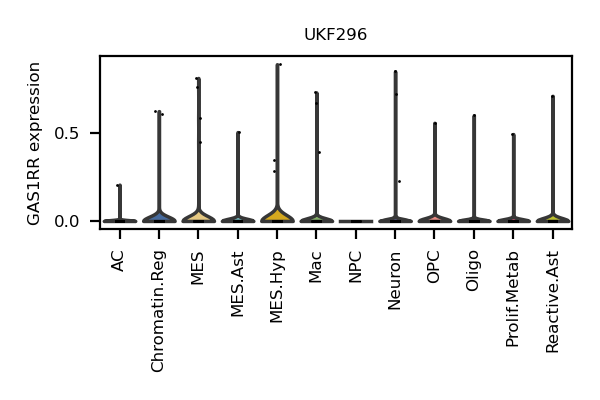 UKF296
GAS1RR expression
0.5
0.0
AC
Chromatin.Reg
MES
MES.Ast
MES.Hyp
Mac
NPC
Neuron
OPC
Oligo
Prolif.Metab
Reactive.Ast